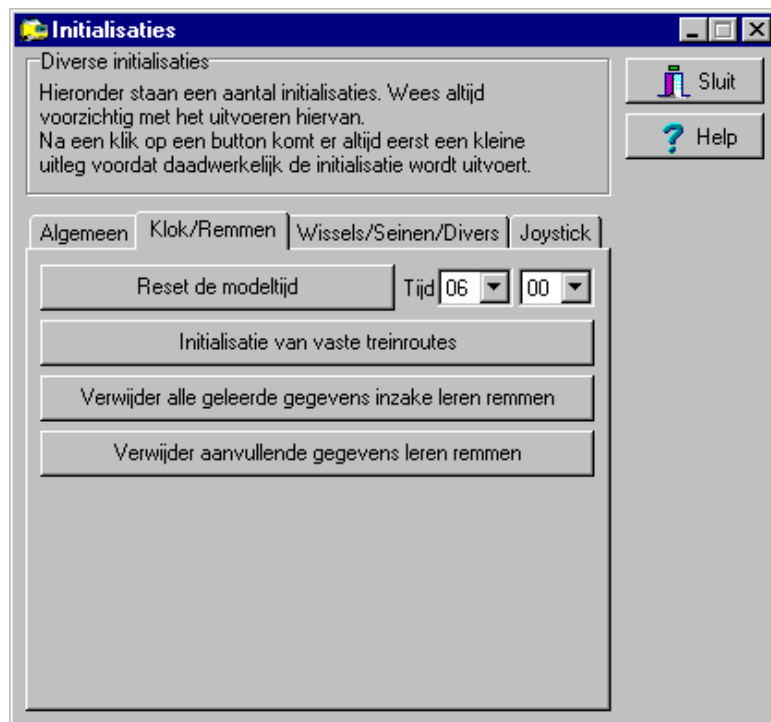 Initialisaties
Diverse initialisaties
Hieronder staan een aantal initialisaties. Wees altijd
voorzichtig met het uitvoeren hiervan.
Na een klik op een button komt er altijd eerst een kleine
uitleg voordat daadwerkelijk de initialisatie wordt uitvoert.
Sluit
Help
Algemeen Klok/Remmen Wissels/Seinen/Divers Joystick
Reset de modeltijd Tijd 06 00
Initialisatie van vaste treinroutes
Verwijder alle geleerde gegevens inzake leren remmen
Verwijder aanvullende gegevens leren remmen